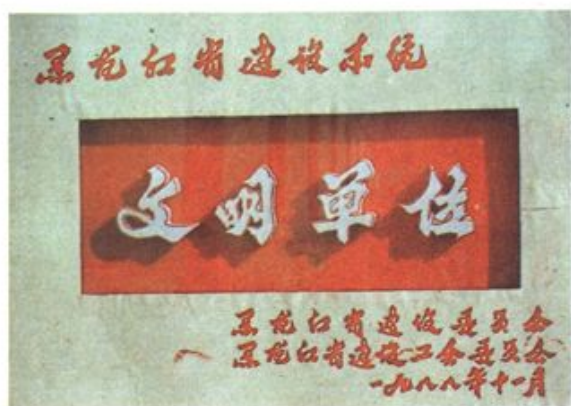 黑龙江省建设系统
文明单位
黑龙江省建设委员会
黑龙江省建设工会委员会
一九八八年十一月